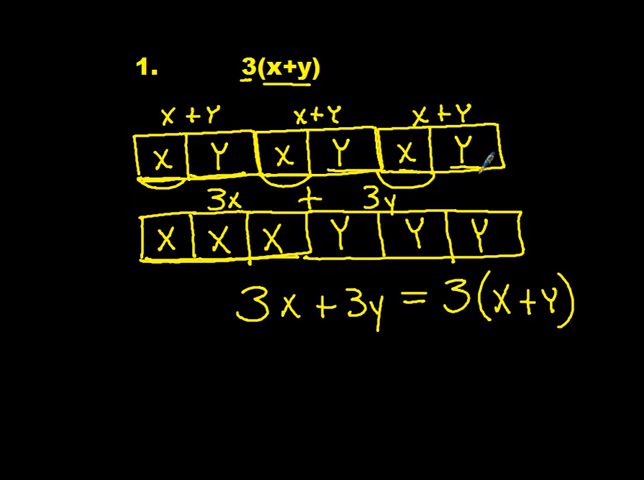 1. 3(x+y)
x + Y x+Y x + Y
X Y X Y X Y
3x + 3y
X X X Y Y Y
3x + 3y = 3(x+Y)